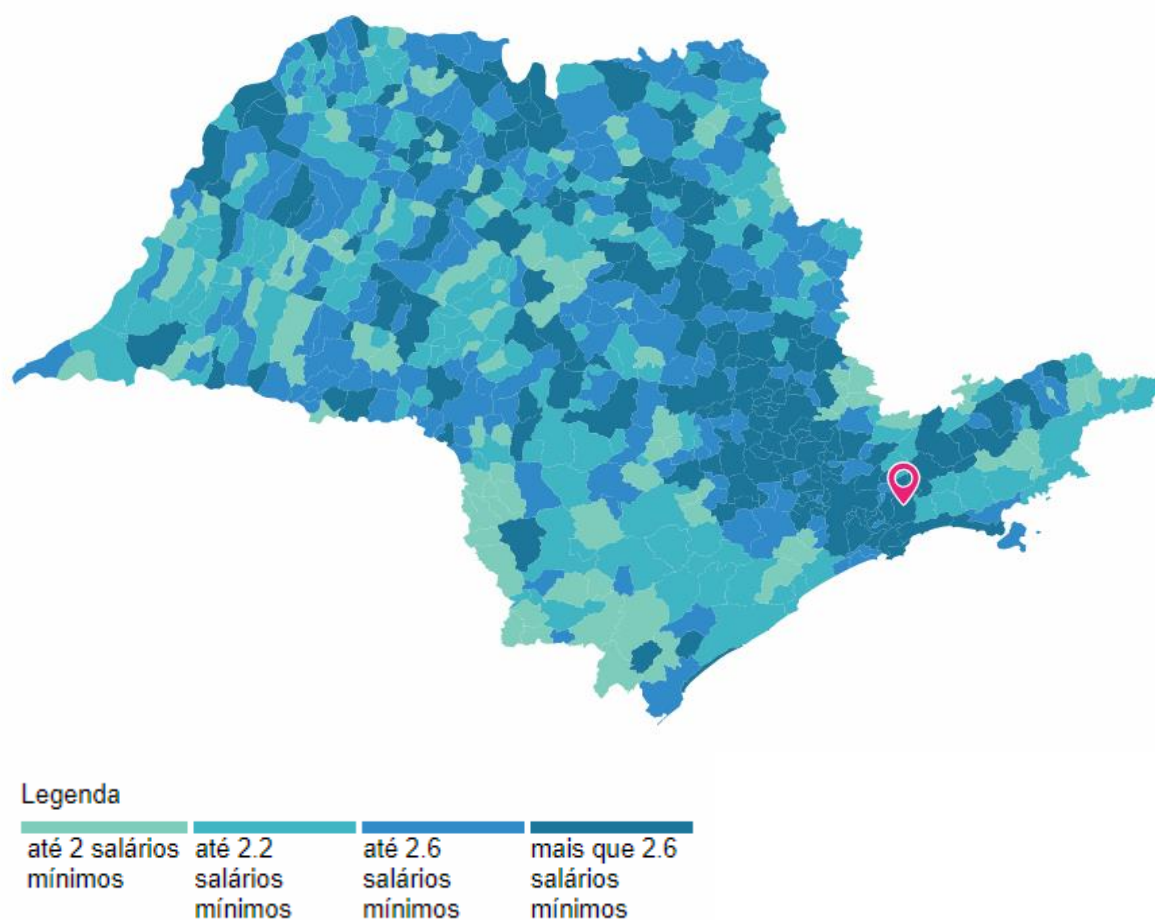 Legenda
até 2 salários
mínimos
até 2.2
salários
mínimos
até 2.6
salários
mínimos
mais que 2.6
salários
mínimos